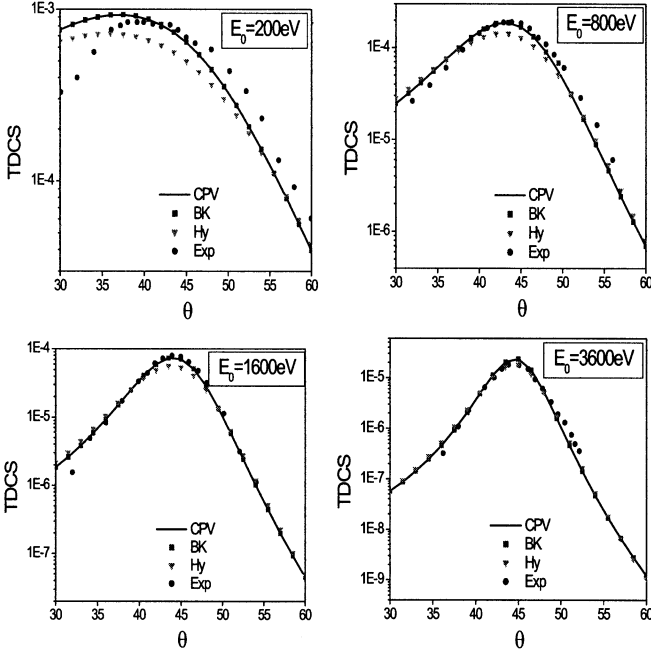 E0=200eV
1E-3
1E-4
TDCS
CPV
BK
Hy
Exp
30 35 40 45 50 55 60
θ
E0=800eV
1E-4
1E-5
1E-6
TDCS
CPV
BK
Hy
Exp
30 35 40 45 50 55 60
θ
E0=1600eV
1E-4
1E-5
1E-6
1E-7
TDCS
CPV
BK
Hy
Exp
30 35 40 45 50 55 60
θ
E0=3600eV
1E-5
1E-6
1E-7
1E-8
1E-9
TDCS
CPV
BK
Hy
Exp
30 35 40 45 50 55 60
θ